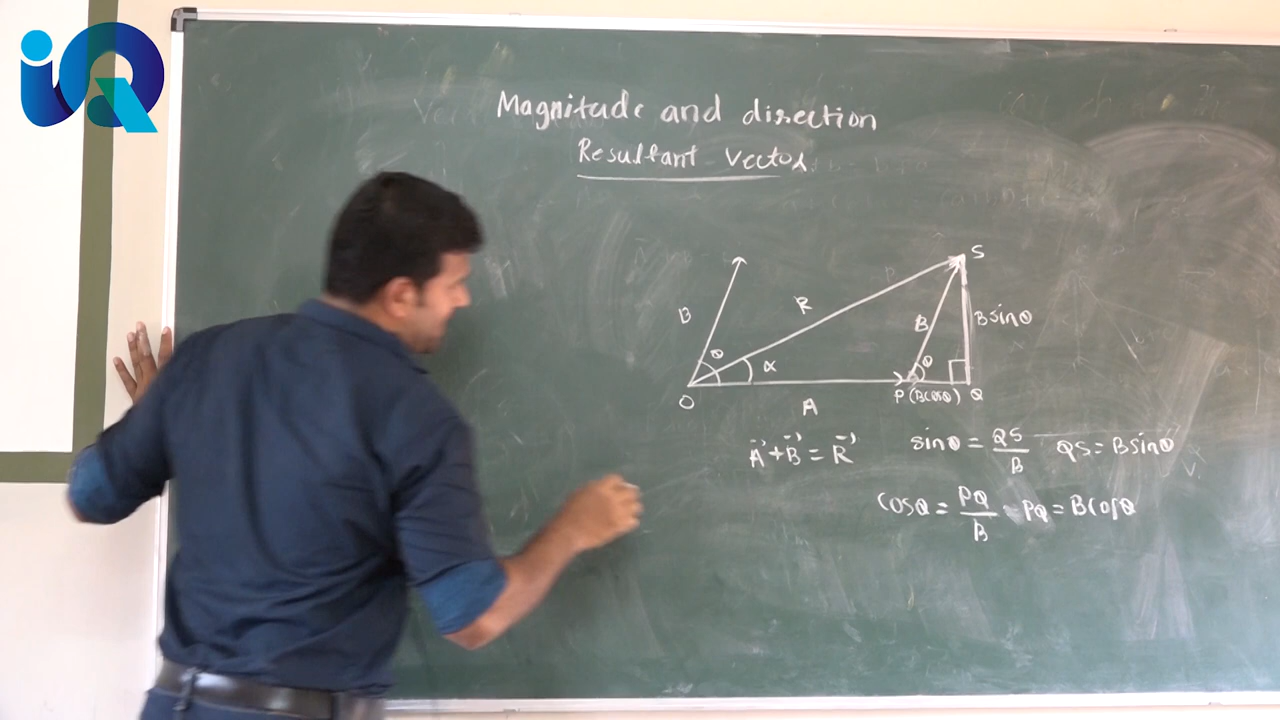 iQ
Magnitude and direction
Resultant Vector
S
B
R
B
Bsinθ
θ
α
θ
O
A
P(Bcosθ) Q
A⃗ + B⃗ = R⃗
sinθ = QS/B QS = Bsinθ
cosθ = PQ/B PQ = Bcosθ